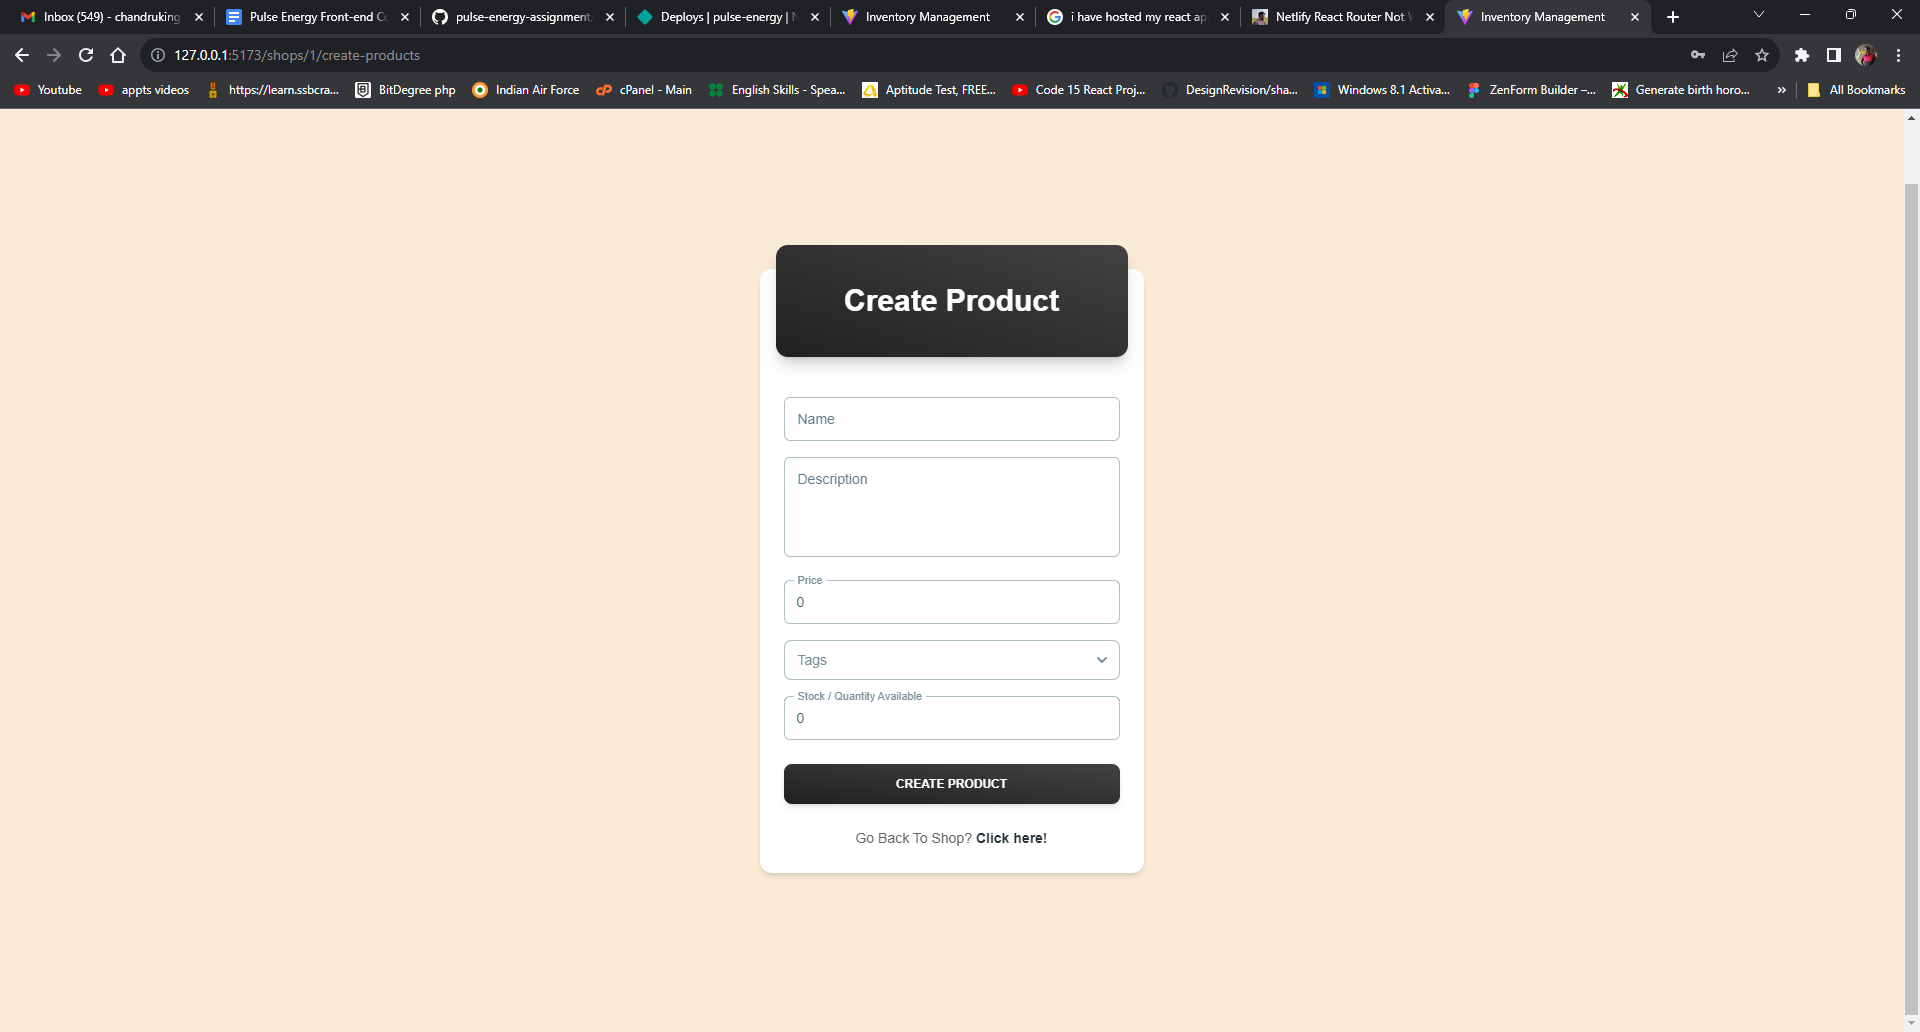 Inbox (549) - chandruking
Pulse Energy Front-end Co
pulse-energy-assignment
Deploys | pulse-energy | N
Inventory Management
i have hosted my react ap
Netlify React Router Not W
Inventory Management
127.0.0.1:5173/shops/1/create-products
Youtube
appts videos
https://learn.ssbcra...
BitDegree php
Indian Air Force
cPanel - Main
English Skills - Spea...
Aptitude Test, FREE...
Code 15 React Proj...
DesignRevision/sha...
Windows 8.1 Activa...
ZenForm Builder –...
Generate birth horo...
»
All Bookmarks
Create Product
Name
Description
Price
0
Tags
Stock / Quantity Available
0
CREATE PRODUCT
Go Back To Shop? Click here!